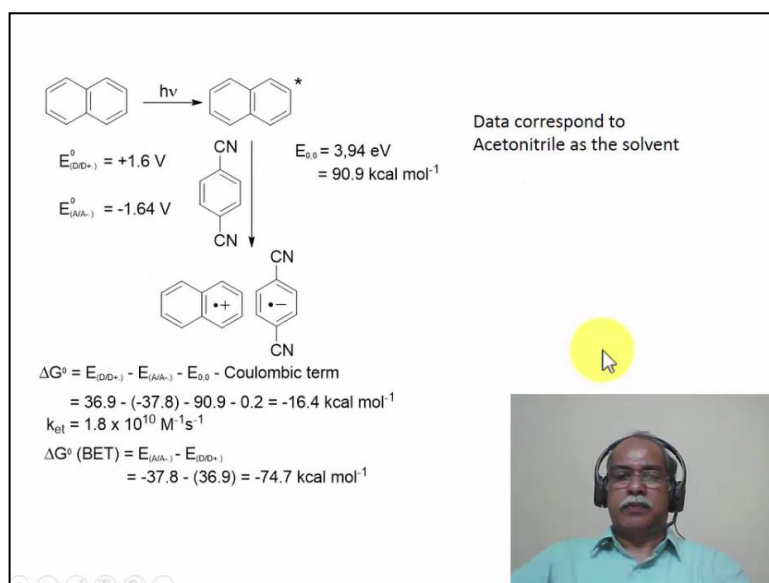 hν
*
Data correspond to
Acetonitrile as the solvent
E⁰(D/D+.) = +1.6 V
E⁰(A/A-.) = -1.64 V
CN
CN
E₀,₀ = 3,94 eV
= 90.9 kcal mol⁻¹
•+
CN
•−
CN
ΔG⁰ = E(D/D+.) - E(A/A-.) - E₀,₀ - Coulombic term
= 36.9 - (-37.8) - 90.9 - 0.2 = -16.4 kcal mol⁻¹
kₑₜ = 1.8 x 10¹⁰ M⁻¹s⁻¹
ΔG⁰ (BET) = E(A/A-.) - E(D/D+.)
= -37.8 - (36.9) = -74.7 kcal mol⁻¹